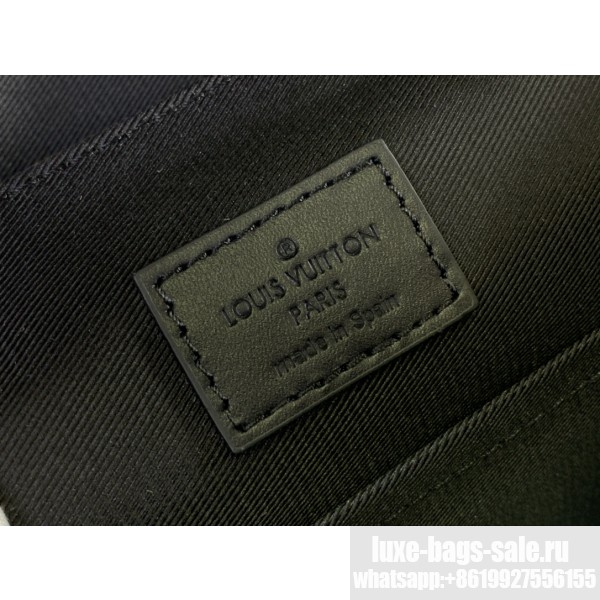 ®
LOUIS VUITTON
PARIS
made in Spain
luxe-bags-sale.ru
whatsapp:+8619927556155